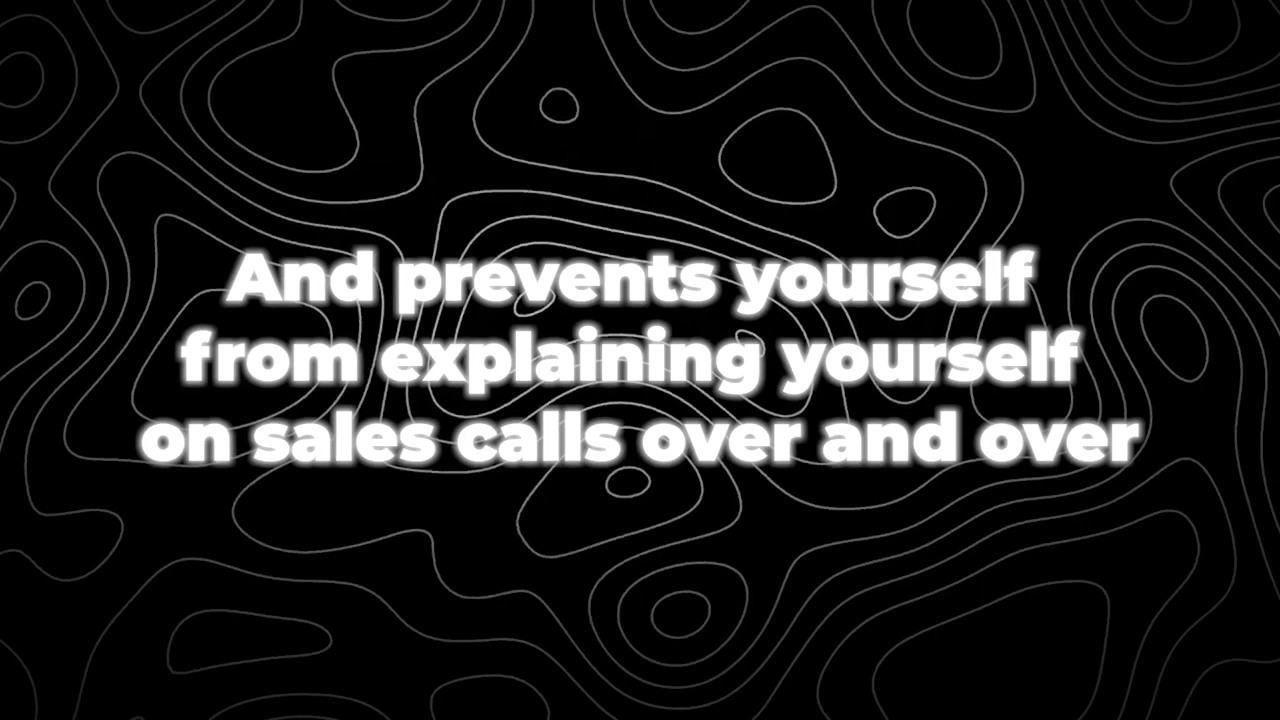 And prevents yourself
from explaining yourself
on sales calls over and over